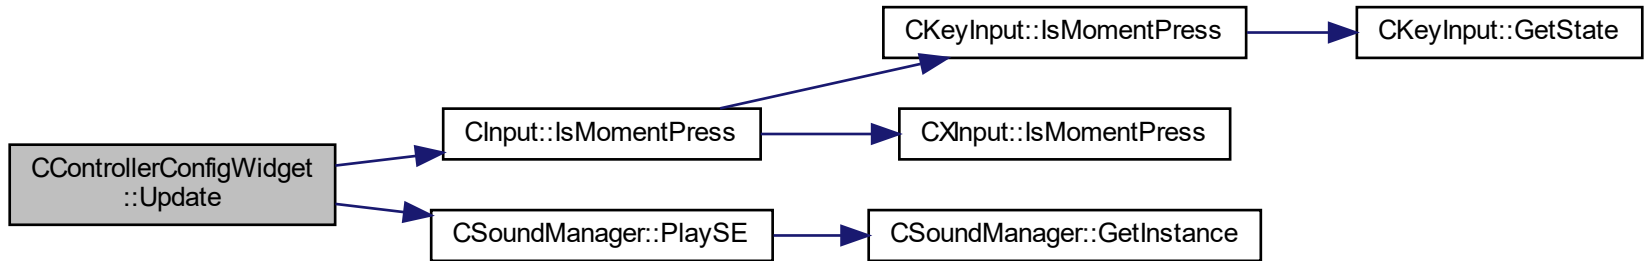 CKeyInput::IsMomentPress
CKeyInput::GetState
CInput::IsMomentPress
CXInput::IsMomentPress
CControllerConfigWidget
::Update
CSoundManager::PlaySE
CSoundManager::GetInstance